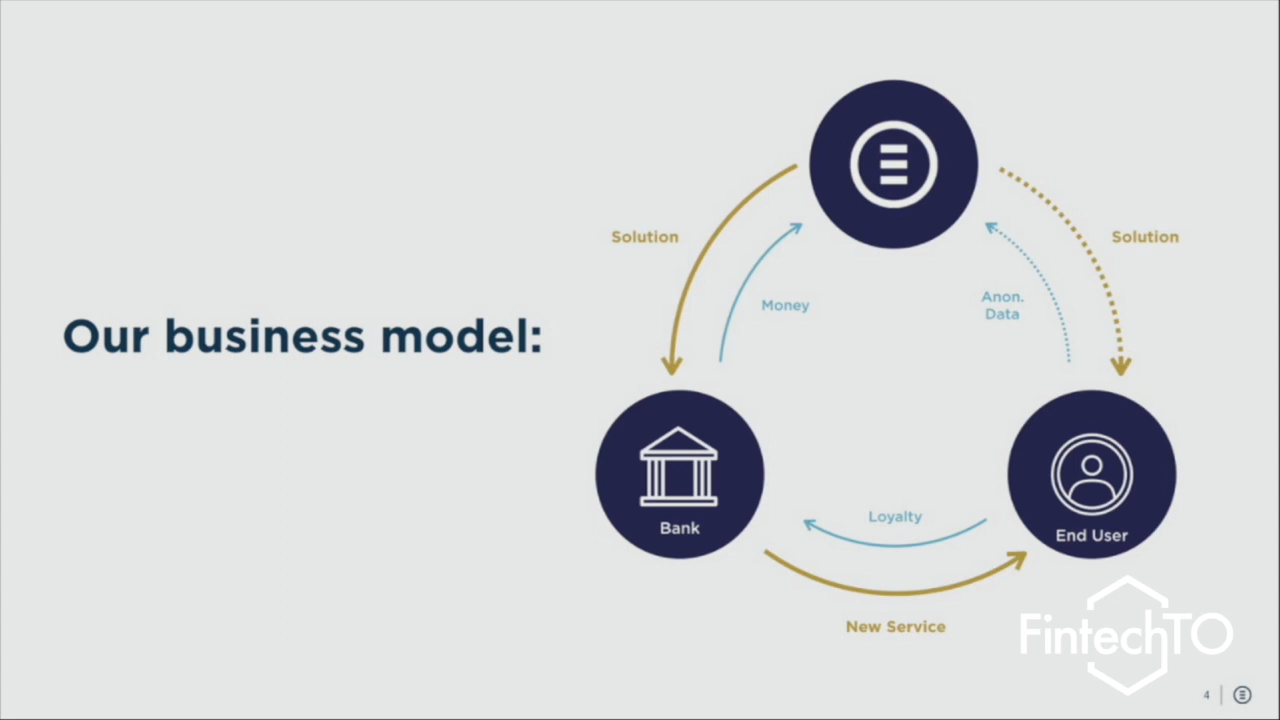 Our business model:
Solution
Solution
Money
Anon.
Data
Bank
End User
Loyalty
New Service
FintechTO
4